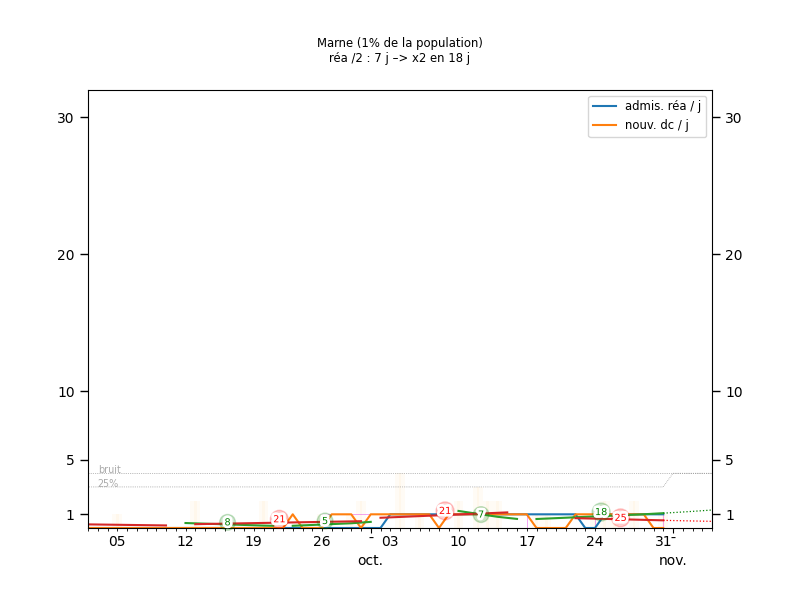 Marne (1% de la population)
réa /2 : 7 j –> x2 en 18 j
admis. réa / j
nouv. dc / j
30 30
20 20
10 10
5 5
bruit
25%
1 1
8 21 5 21 7 18 25
05 12 19 26 - 03 10 17 24 31-
oct. nov.